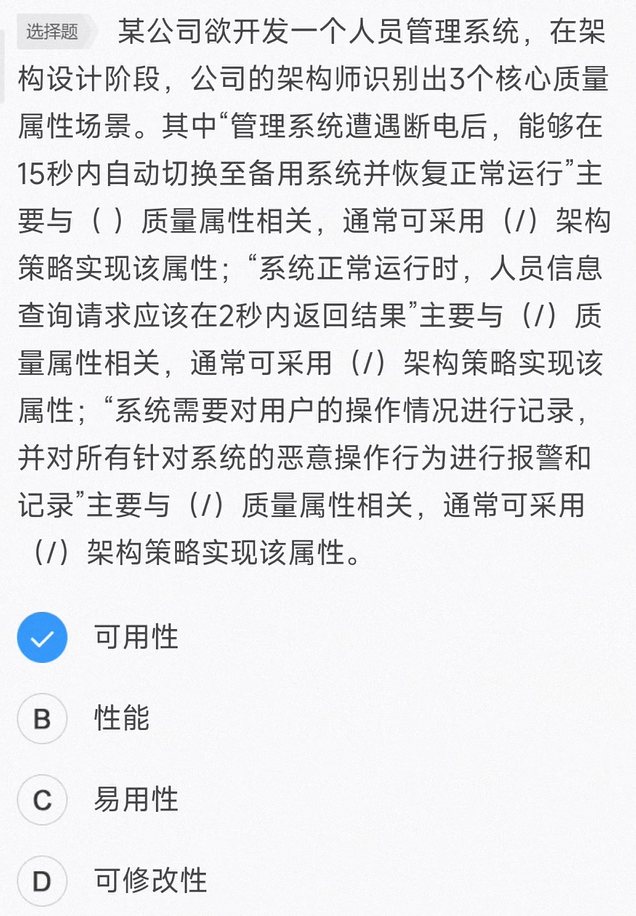 选择题 某公司欲开发一个人员管理系统，在架
构设计阶段，公司的架构师识别出3个核心质量
属性场景。其中“管理系统遭遇断电后，能够在
15秒内自动切换至备用系统并恢复正常运行”主
要与（ ）质量属性相关，通常可采用（/）架构
策略实现该属性；“系统正常运行时，人员信息
查询请求应该在2秒内返回结果”主要与（/）质
量属性相关，通常可采用（/）架构策略实现该
属性；“系统需要对用户的操作情况进行记录，
并对所有针对系统的恶意操作行为进行报警和
记录”主要与（/）质量属性相关，通常可采用
（/）架构策略实现该属性。
可用性
B 性能
C 易用性
D 可修改性